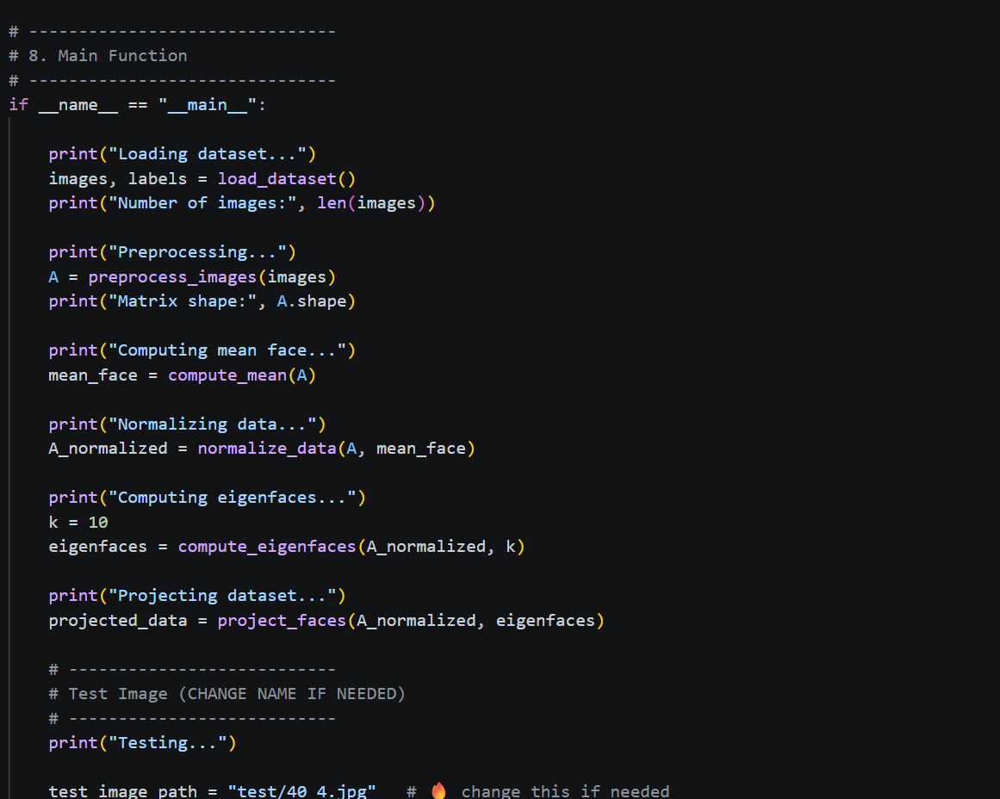 # -------------------------------
# 8. Main Function
# -------------------------------
if __name__ == "__main__":
print("Loading dataset...")
images, labels = load_dataset()
print("Number of images:", len(images))
print("Preprocessing...")
A = preprocess_images(images)
print("Matrix shape:", A.shape)
print("Computing mean face...")
mean_face = compute_mean(A)
print("Normalizing data...")
A_normalized = normalize_data(A, mean_face)
print("Computing eigenfaces...")
k = 10
eigenfaces = compute_eigenfaces(A_normalized, k)
print("Projecting dataset...")
projected_data = project_faces(A_normalized, eigenfaces)
# ---------------------------
# Test Image (CHANGE NAME IF NEEDED)
# ---------------------------
print("Testing...")
test_image_path = "test/40_4.jpg"   # 🔥 change this if needed